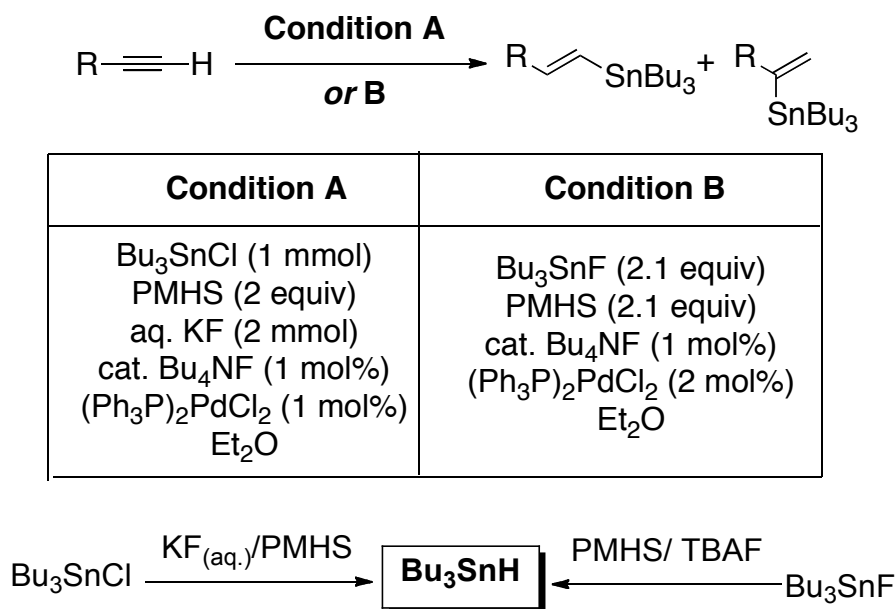 Condition A
or B
R H
R SnBu3 +
R SnBu3
Condition A
Condition B
Bu3SnCl (1 mmol)
PMHS (2 equiv)
aq. KF (2 mmol)
cat. Bu4NF (1 mol%)
(Ph3P)2PdCl2 (1 mol%)
Et2O
Bu3SnF (2.1 equiv)
PMHS (2.1 equiv)
cat. Bu4NF (1 mol%)
(Ph3P)2PdCl2 (2 mol%)
Et2O
Bu3SnCl
KF(aq.)/PMHS
Bu3SnH
PMHS/ TBAF
Bu3SnF